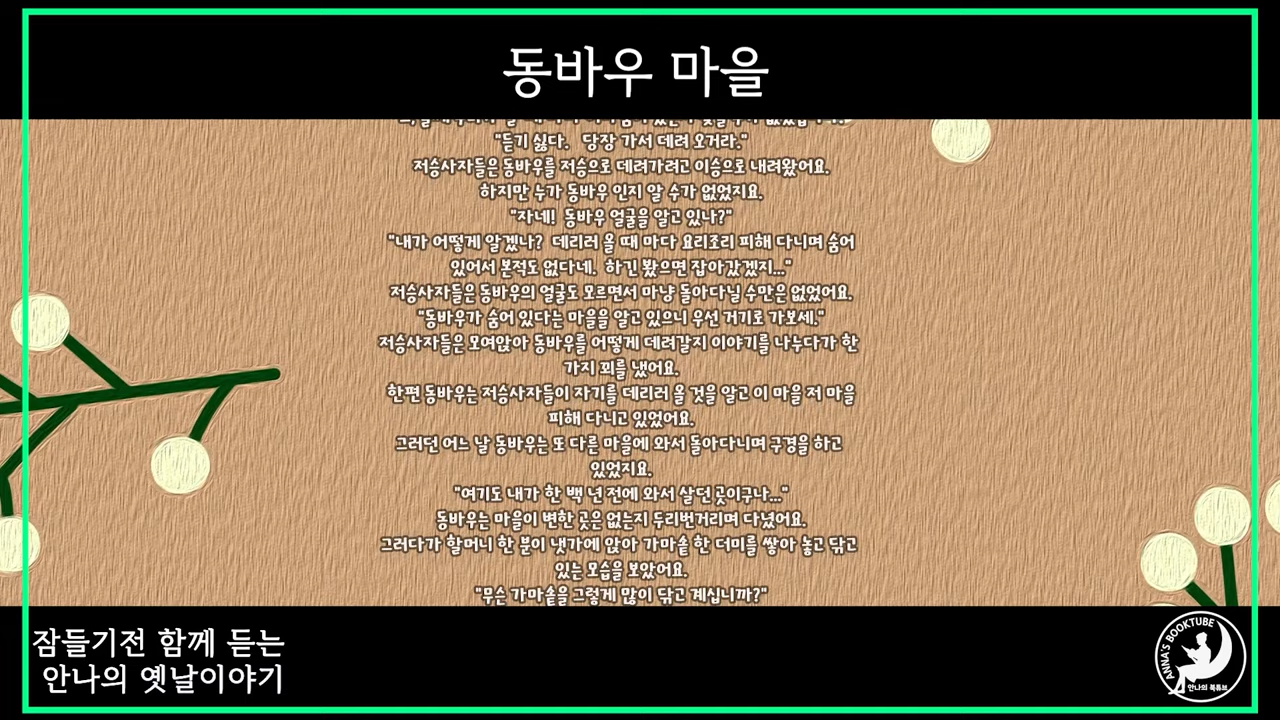 동바우 마을
"듣기 싫다. 당장 가서 데려 오거라."
저승사자들은 동바우를 저승으로 데려가려고 이승으로 내려왔어요.
하지만 누가 동바우 인지 알 수가 없었지요.
"자네! 동바우 얼굴을 알고 있나?"
"내가 어떻게 알겠나? 데리러 올 때 마다 요리조리 피해 다니며 숨어
있어서 본적도 없다네. 하긴 봤으면 잡아갔겠지..."
저승사자들은 동바우의 얼굴도 모르면서 마냥 돌아다닐 수만은 없었어요.
"동바우가 숨어 있다는 마을을 알고 있으니 우선 거기로 가보세."
저승사자들은 모여앉아 동바우를 어떻게 데려갈지 이야기를 나누다가 한
가지 꾀를 냈어요.
한편 동바우는 저승사자들이 자기를 데리러 올 것을 알고 이 마을 저 마을
피해 다니고 있었어요.
그러던 어느 날 동바우는 또 다른 마을에 와서 돌아다니며 구경을 하고
있었지요.
"여기도 내가 한 백 년 전에 와서 살던 곳이구나..."
동바우는 마을이 변한 곳은 없는지 두리번거리며 다녔어요.
그러다가 할머니 한 분이 냇가에 앉아 가마솥 한 더미를 쌓아 놓고 닦고
있는 모습을 보았어요.
"무슨 가마솥을 그렇게 많이 닦고 계십니까?"
잠들기전 함께 듣는
안나의 옛날이야기
ANNA'S BOOKTUBE
안나의 북튜브